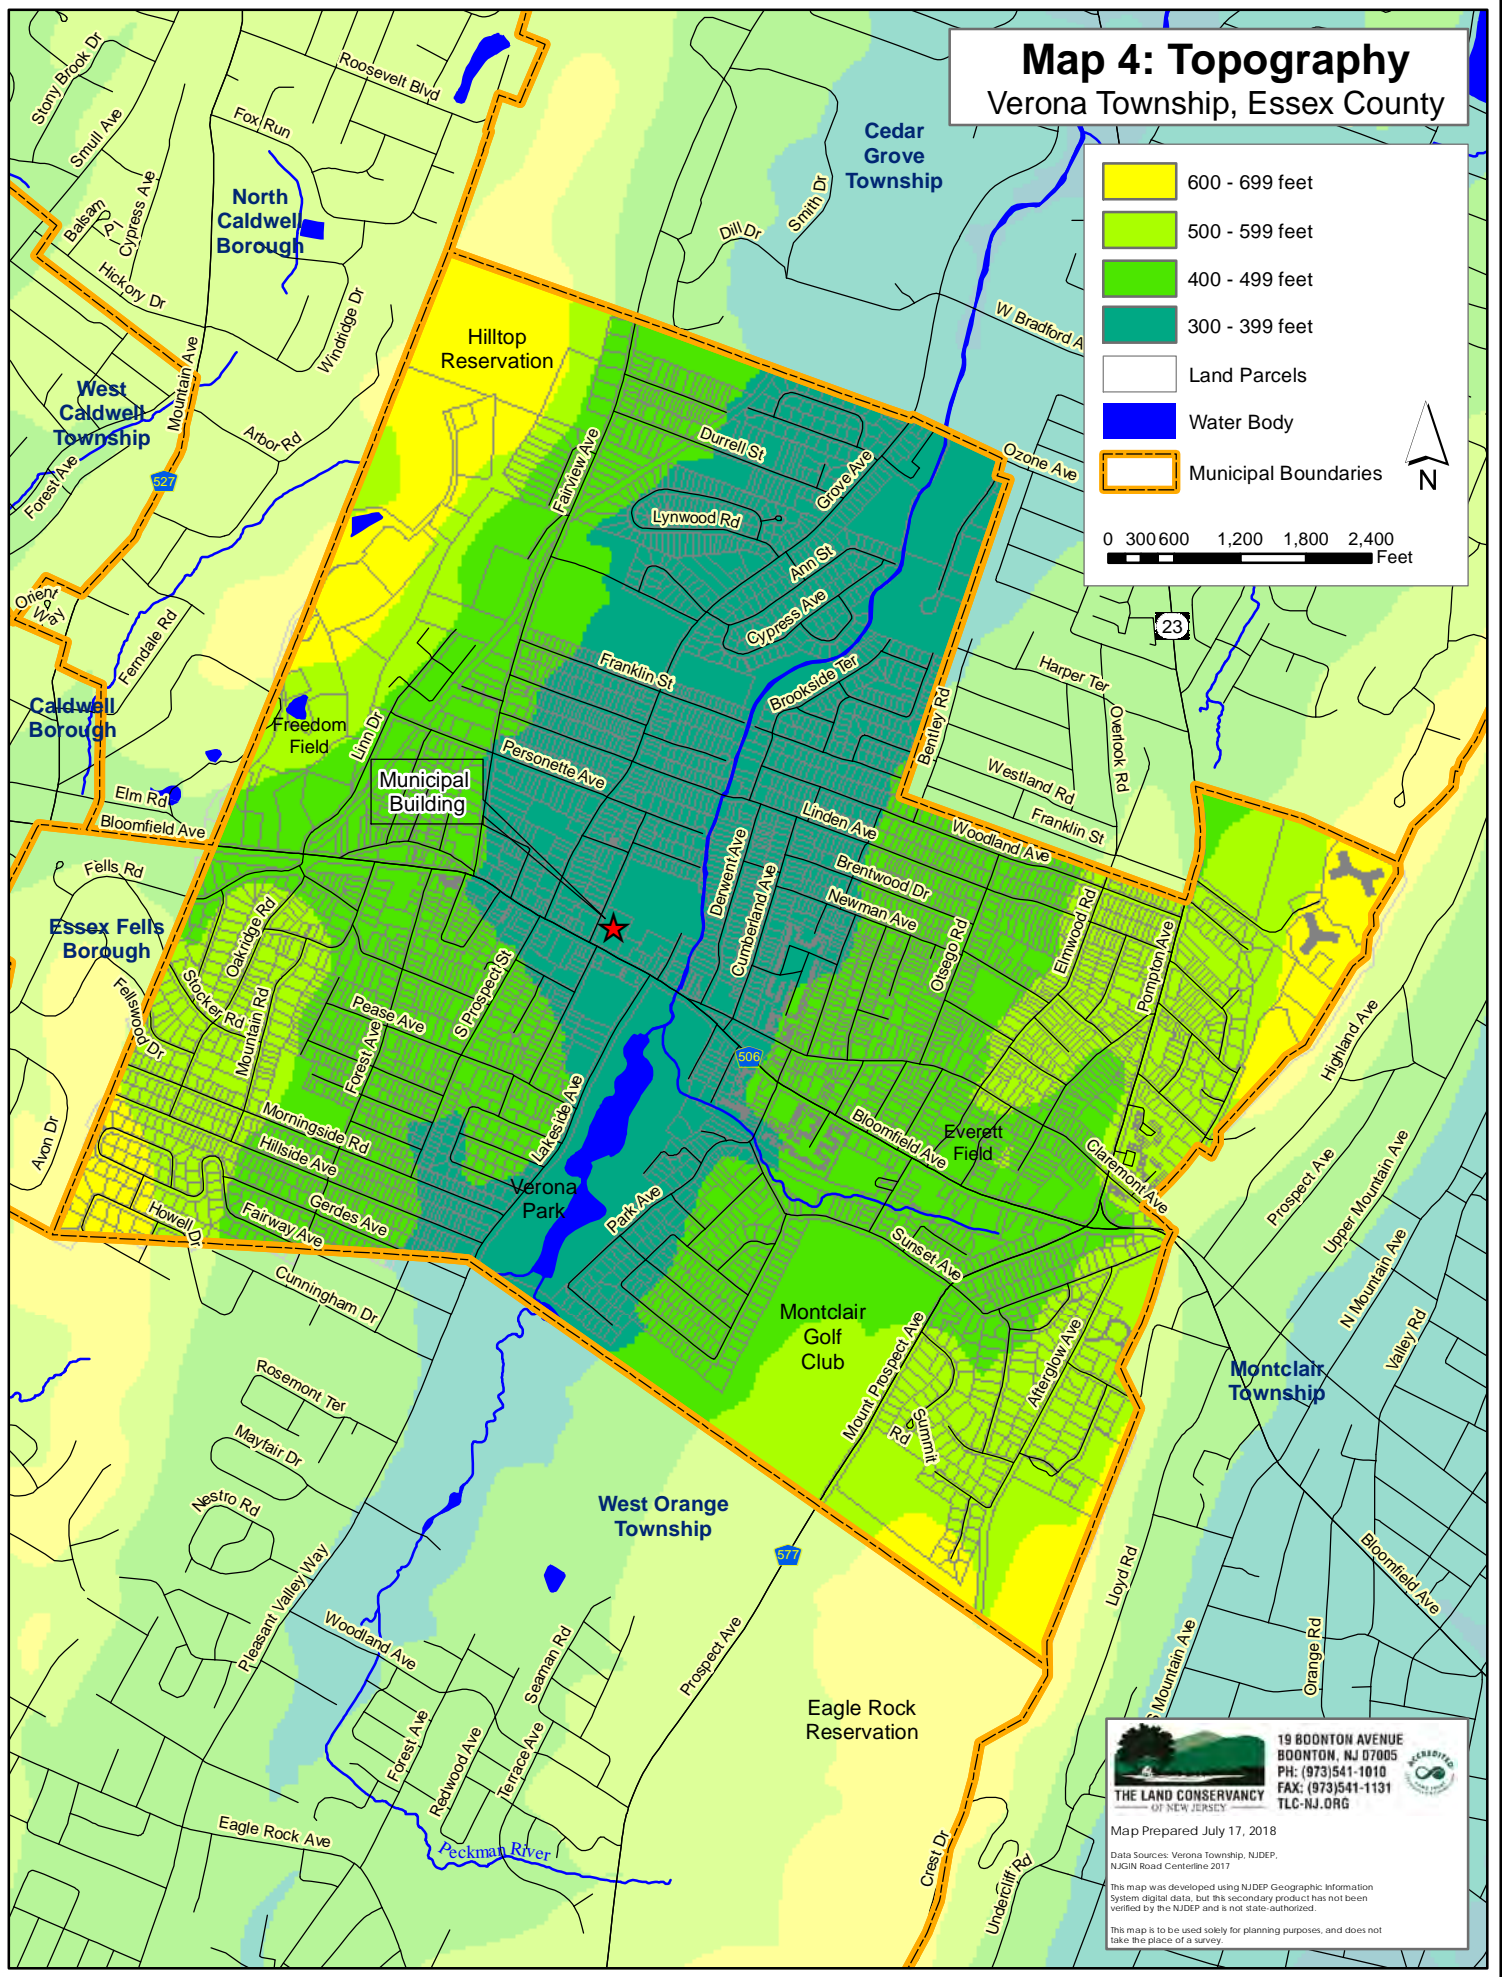 Map 4: Topography
Verona Township, Essex County
600 - 699 feet
500 - 599 feet
400 - 499 feet
300 - 399 feet
Land Parcels
Water Body
Municipal Boundaries
N
0 300 600 1,200 1,800 2,400
Feet
Stony Brook Dr
Roosevelt Blvd
Smull Ave
Fox Run
Cedar
Grove
Township
Balsam
Pl
Cypress Ave
North
Caldwell
Borough
Smith Dr
Dill Dr
Hickory Dr
Windridge Dr
W Bradford A
Hilltop
Reservation
Mountain Ave
West
Caldwell
Township
Arbor Rd
Forest Ave
527
Fairview Ave
Durrell St
Grove Ave
Ozone Ave
Lynwood Rd
Ann St
Cypress Ave
Orient
Way
Ferndale Rd
23
Franklin St
Brookside Ter
Harper Ter
Overlook Rd
Bentley Rd
Caldwell
Borough
Freedom
Field
Linn Dr
Personette Ave
Westland Rd
Municipal
Building
Elm Rd
Bloomfield Ave
Linden Ave
Woodland Ave
Franklin St
Fells Rd
Derwent Ave
Cumberland Ave
Brentwood Dr
Newman Ave
Essex Fells
Borough
Oakridge Rd
Otsego Rd
Elmwood Rd
Pompton Ave
Stocker Rd
Fellswood Dr
Mountain Rd
S Prospect St
Pease Ave
Forest Ave
506
Highland Ave
Avon Dr
Morningside Rd
Lakeside Ave
Bloomfield Ave
Everett
Field
Claremont Ave
Hillside Ave
Verona
Park
Park Ave
Howell Dr
Fairway Ave
Gerdes Ave
Prospect Ave
Upper Mountain Ave
Sunset Ave
Cunningham Dr
N Mountain Ave
Valley Rd
Montclair
Golf
Club
Mount Prospect Ave
Afterglow Ave
Montclair
Township
Rosemont Ter
Summit
Rd
Mayfair Dr
Nestro Rd
West Orange
Township
577
Bloomfield Ave
Lloyd Rd
Pleasant Valley Way
Woodland Ave
Seaman Rd
Prospect Ave
S Mountain Ave
Orange Rd
Eagle Rock
Reservation
Forest Ave
Redwood Ave
Terrace Ave
Eagle Rock Ave
Peckman River
Crest Dr
Undercliff Rd
THE LAND CONSERVANCY
OF NEW JERSEY
19 BOONTON AVENUE
BOONTON, NJ 07005
PH: (973)541-1010
FAX: (973)541-1131
TLC-NJ.ORG
ACCREDITED
Map Prepared July 17, 2018
Data Sources: Verona Township, NJDEP,
NJGIN Road Centerline 2017
This map was developed using NJDEP Geographic Information
System digital data, but this secondary product has not been
verified by the NJDEP and is not state-authorized.
This map is to be used solely for planning purposes, and does not
take the place of a survey.